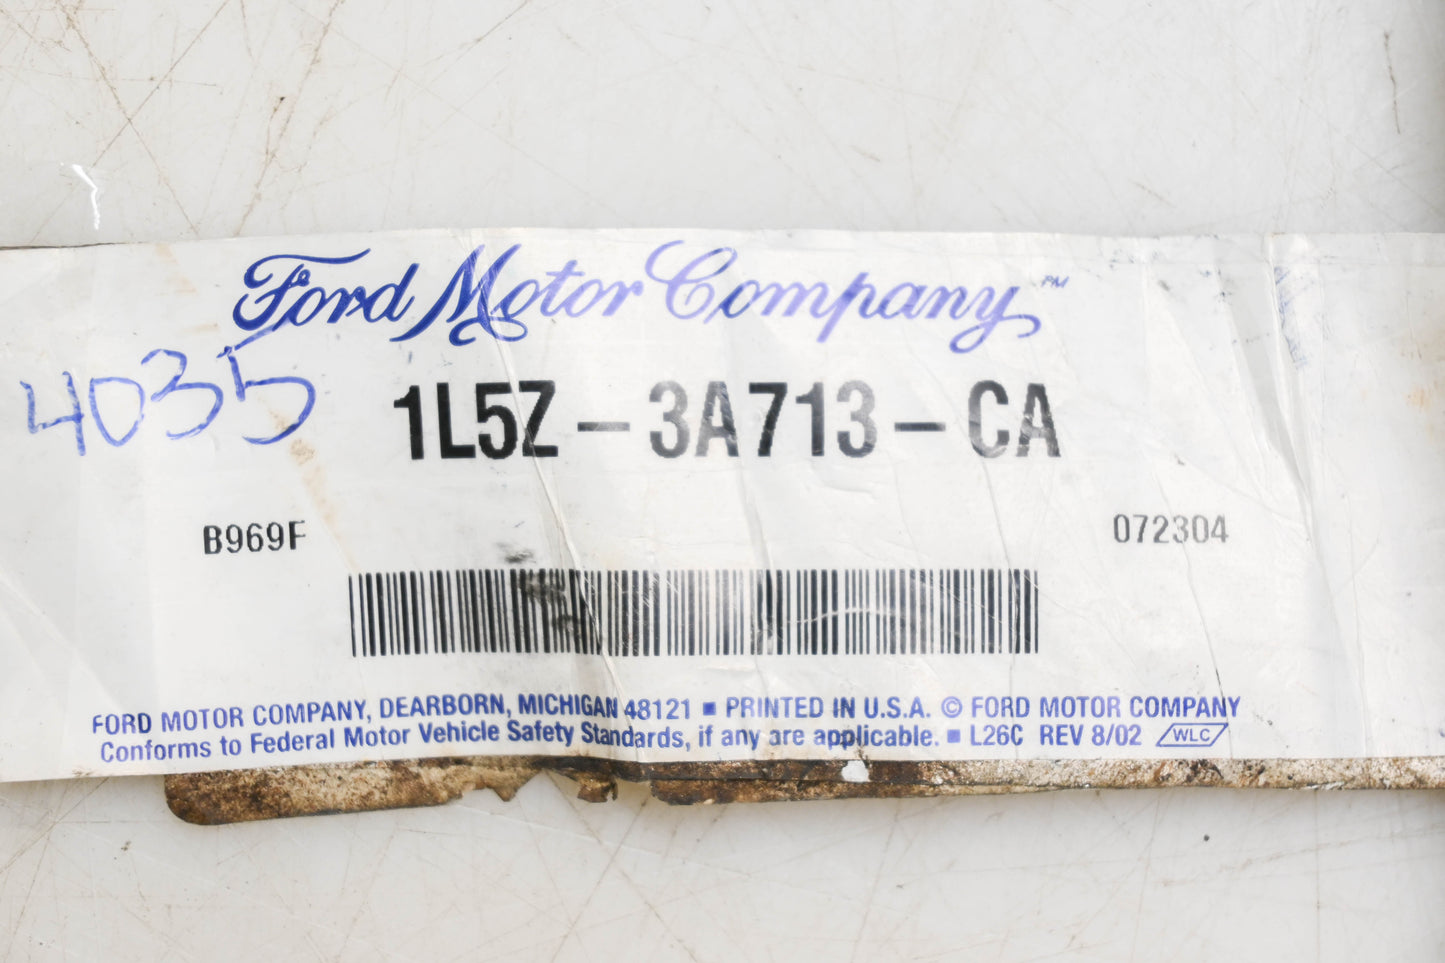 Ford Motor Company™
4035
1L5Z-3A713-CA
B969F 072304
FORD MOTOR COMPANY, DEARBORN, MICHIGAN 48121 ■ PRINTED IN U.S.A. © FORD MOTOR COMPANY
Conforms to Federal Motor Vehicle Safety Standards, if any are applicable. ■ L26C REV 8/02 WLC